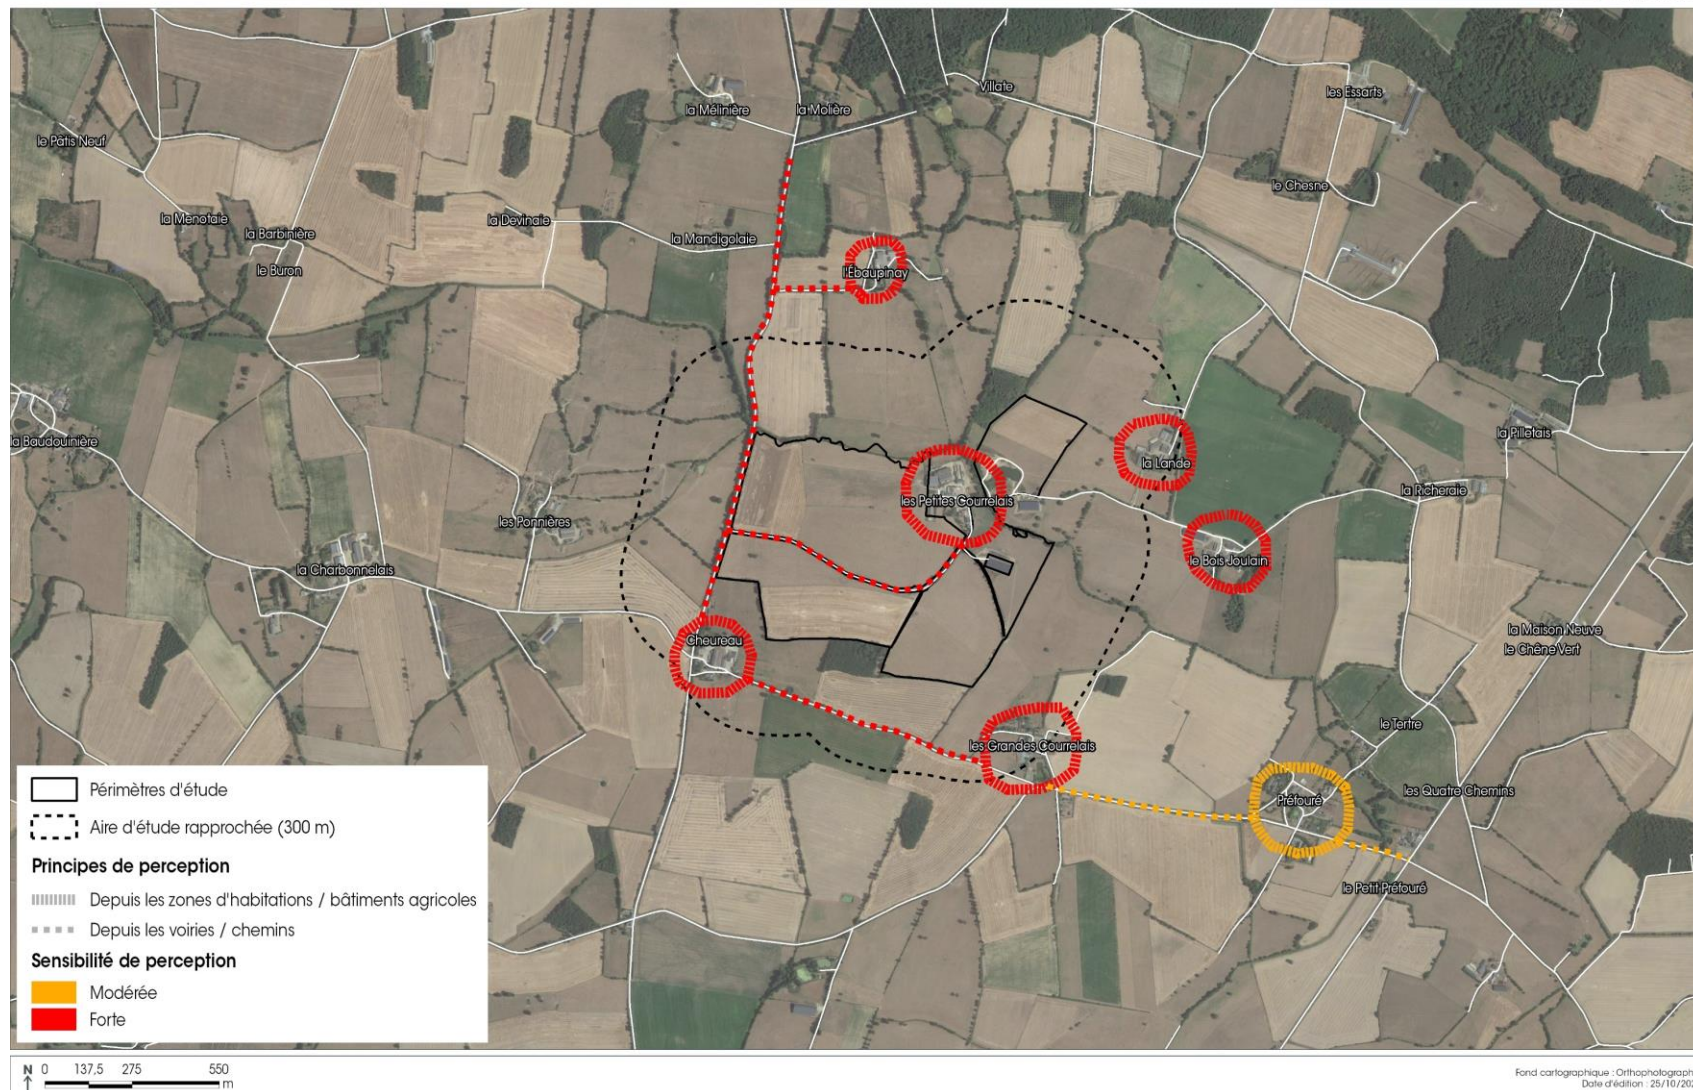 Villate
les Essarts
la Mélinière
la Molière
le Pâtis Neuf
le Chesne
la Menotaie
la Devinaie
la Barbinière
la Mandigolaie
le Buron
l'Ébaupinay
la Pilletais
la Baudouinière
la Lande
la Richeraie
les Petites Courrelais
les Ponnières
le Bois Joulain
la Charbonnelais
la Maison Neuve
Cheureau
le Chêne Vert
le Tertre
les Grandes Courrelais
les Quatre Chemins
Préfouré
le Petit Préfouré
Périmètres d'étude
Aire d'étude rapprochée (300 m)
Principes de perception
Depuis les zones d'habitations / bâtiments agricoles
Depuis les voiries / chemins
Sensibilité de perception
Modérée
Forte
N 0 137,5 275 550
m
Fond cartographique : Orthophotograph
Date d'édition : 25/10/20